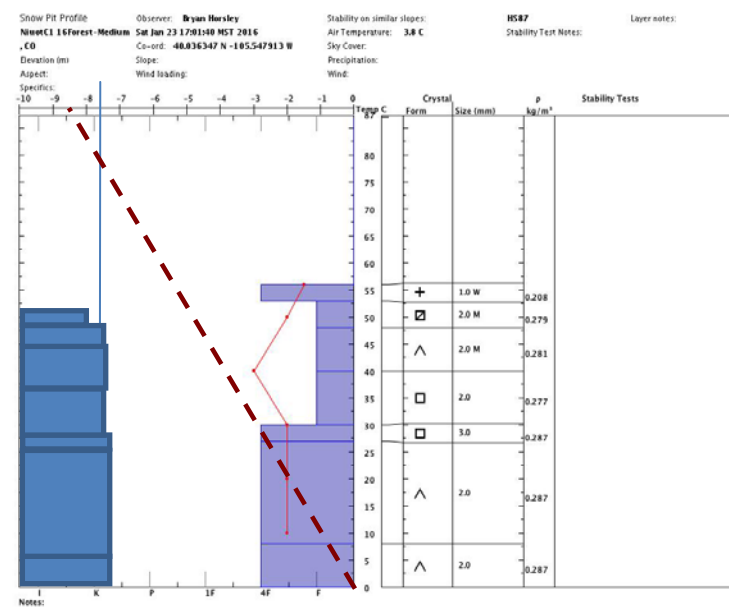 Snow Pit Profile Observer: Bryan Horsley Stability on similar slopes: HS87 Layer notes:
NiwotC1 16Forest-Medium Sat Jan 23 17:01:40 MST 2016 Air Temperature: 3.8 C Stability Test Notes:
, CO Co-ord: 40.036347 N -105.547913 W Sky Cover:
Elevation (m) Slope: Precipitation:
Aspect: Wind loading: Wind:
Specifics:
-10 -9 -8 -7 -6 -5 -4 -3 -2 -1 0 Crystal ρ Stability Tests
87 Temp C Form Size (mm) kg/m³
80
75
70
65
60
55 + 1.0 W 0.208
50 2.0 M 0.279
45 2.0 M 0.281
40
35 2.0 0.277
30 3.0 0.287
25
20
15 2.0 0.287
10
5 2.0 0.287
0
I K P 1F 4F F
Notes: